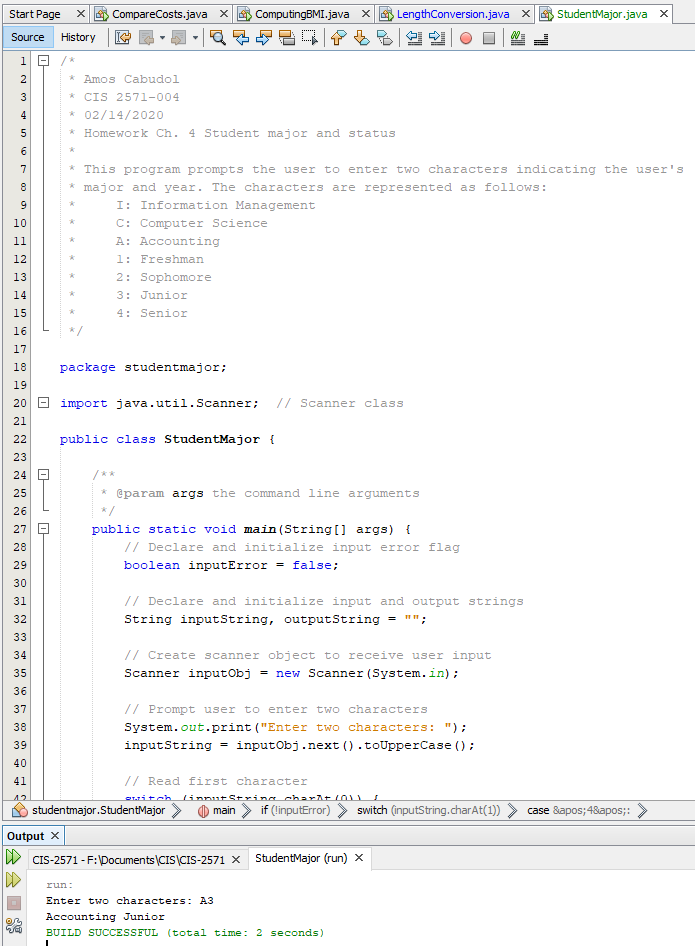 Start Page CompareCosts.java ComputingBMI.java LengthConversion.java StudentMajor.java
Source History
1 /*
2 * Amos Cabudol
3 * CIS 2571-004
4 * 02/14/2020
5 * Homework Ch. 4 Student major and status
6 *
7 * This program prompts the user to enter two characters indicating the user's
8 * major and year. The characters are represented as follows:
9 * I: Information Management
10 * C: Computer Science
11 * A: Accounting
12 * 1: Freshman
13 * 2: Sophomore
14 * 3: Junior
15 * 4: Senior
16 */
17
18 package studentmajor;
19
20 import java.util.Scanner; // Scanner class
21
22 public class StudentMajor {
23
24 /**
25 * @param args the command line arguments
26 */
27 public static void main(String[] args) {
28 // Declare and initialize input error flag
29 boolean inputError = false;
30
31 // Declare and initialize input and output strings
32 String inputString, outputString = "";
33
34 // Create scanner object to receive user input
35 Scanner inputObj = new Scanner(System.in);
36
37 // Prompt user to enter two characters
38 System.out.print("Enter two characters: ");
39 inputString = inputObj.next().toUpperCase();
40
41 // Read first character
42 switch (inputString.charAt(0)) {
studentmajor.StudentMajor main if (!inputError) switch (inputString.charAt(1)) case &apos;4&apos;:
Output
CIS-2571 - F:\Documents\CIS\CIS-2571 StudentMajor (run)
run:
Enter two characters: A3
Accounting Junior
BUILD SUCCESSFUL (total time: 2 seconds)